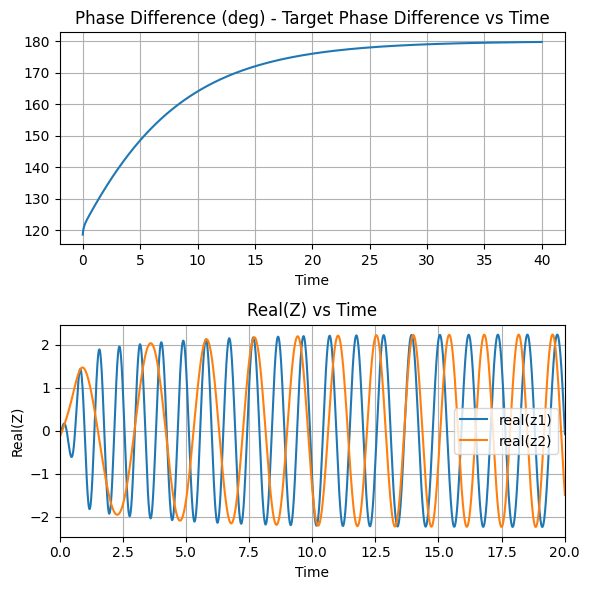 Phase Difference (deg) - Target Phase Difference vs Time
180
170
160
150
140
130
120
0 5 10 15 20 25 30 35 40
Time
Real(Z) vs Time
Real(Z)
2
1
0
−1
−2
real(z1)
real(z2)
0.0 2.5 5.0 7.5 10.0 12.5 15.0 17.5 20.0
Time